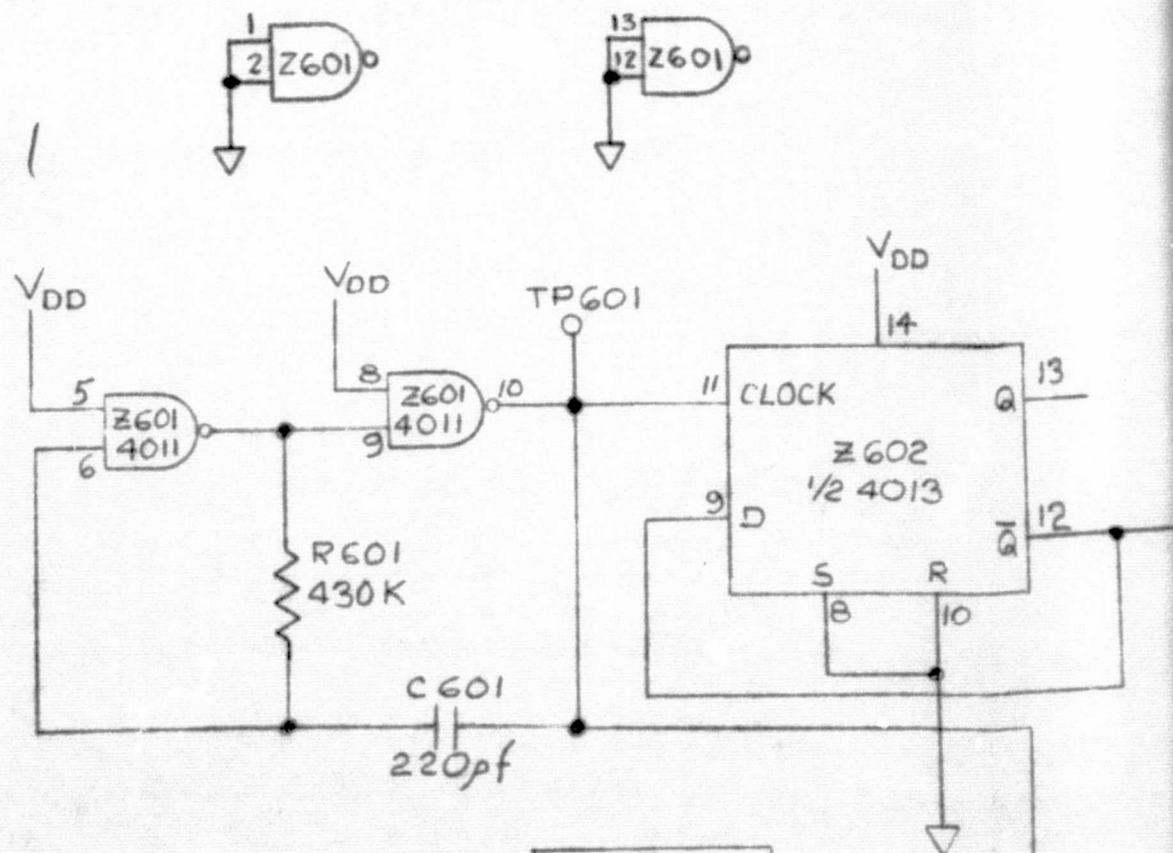 1
2 Z601
13
12 Z601
VDD
5
Z601
4011
6
VDD
8
Z601
4011
9
10
TP601
VDD
14
11 CLOCK
Q 13
Z602
1/2 4013
9 D
Q̅ 12
S
8
R
10
R601
430K
C601
220pf